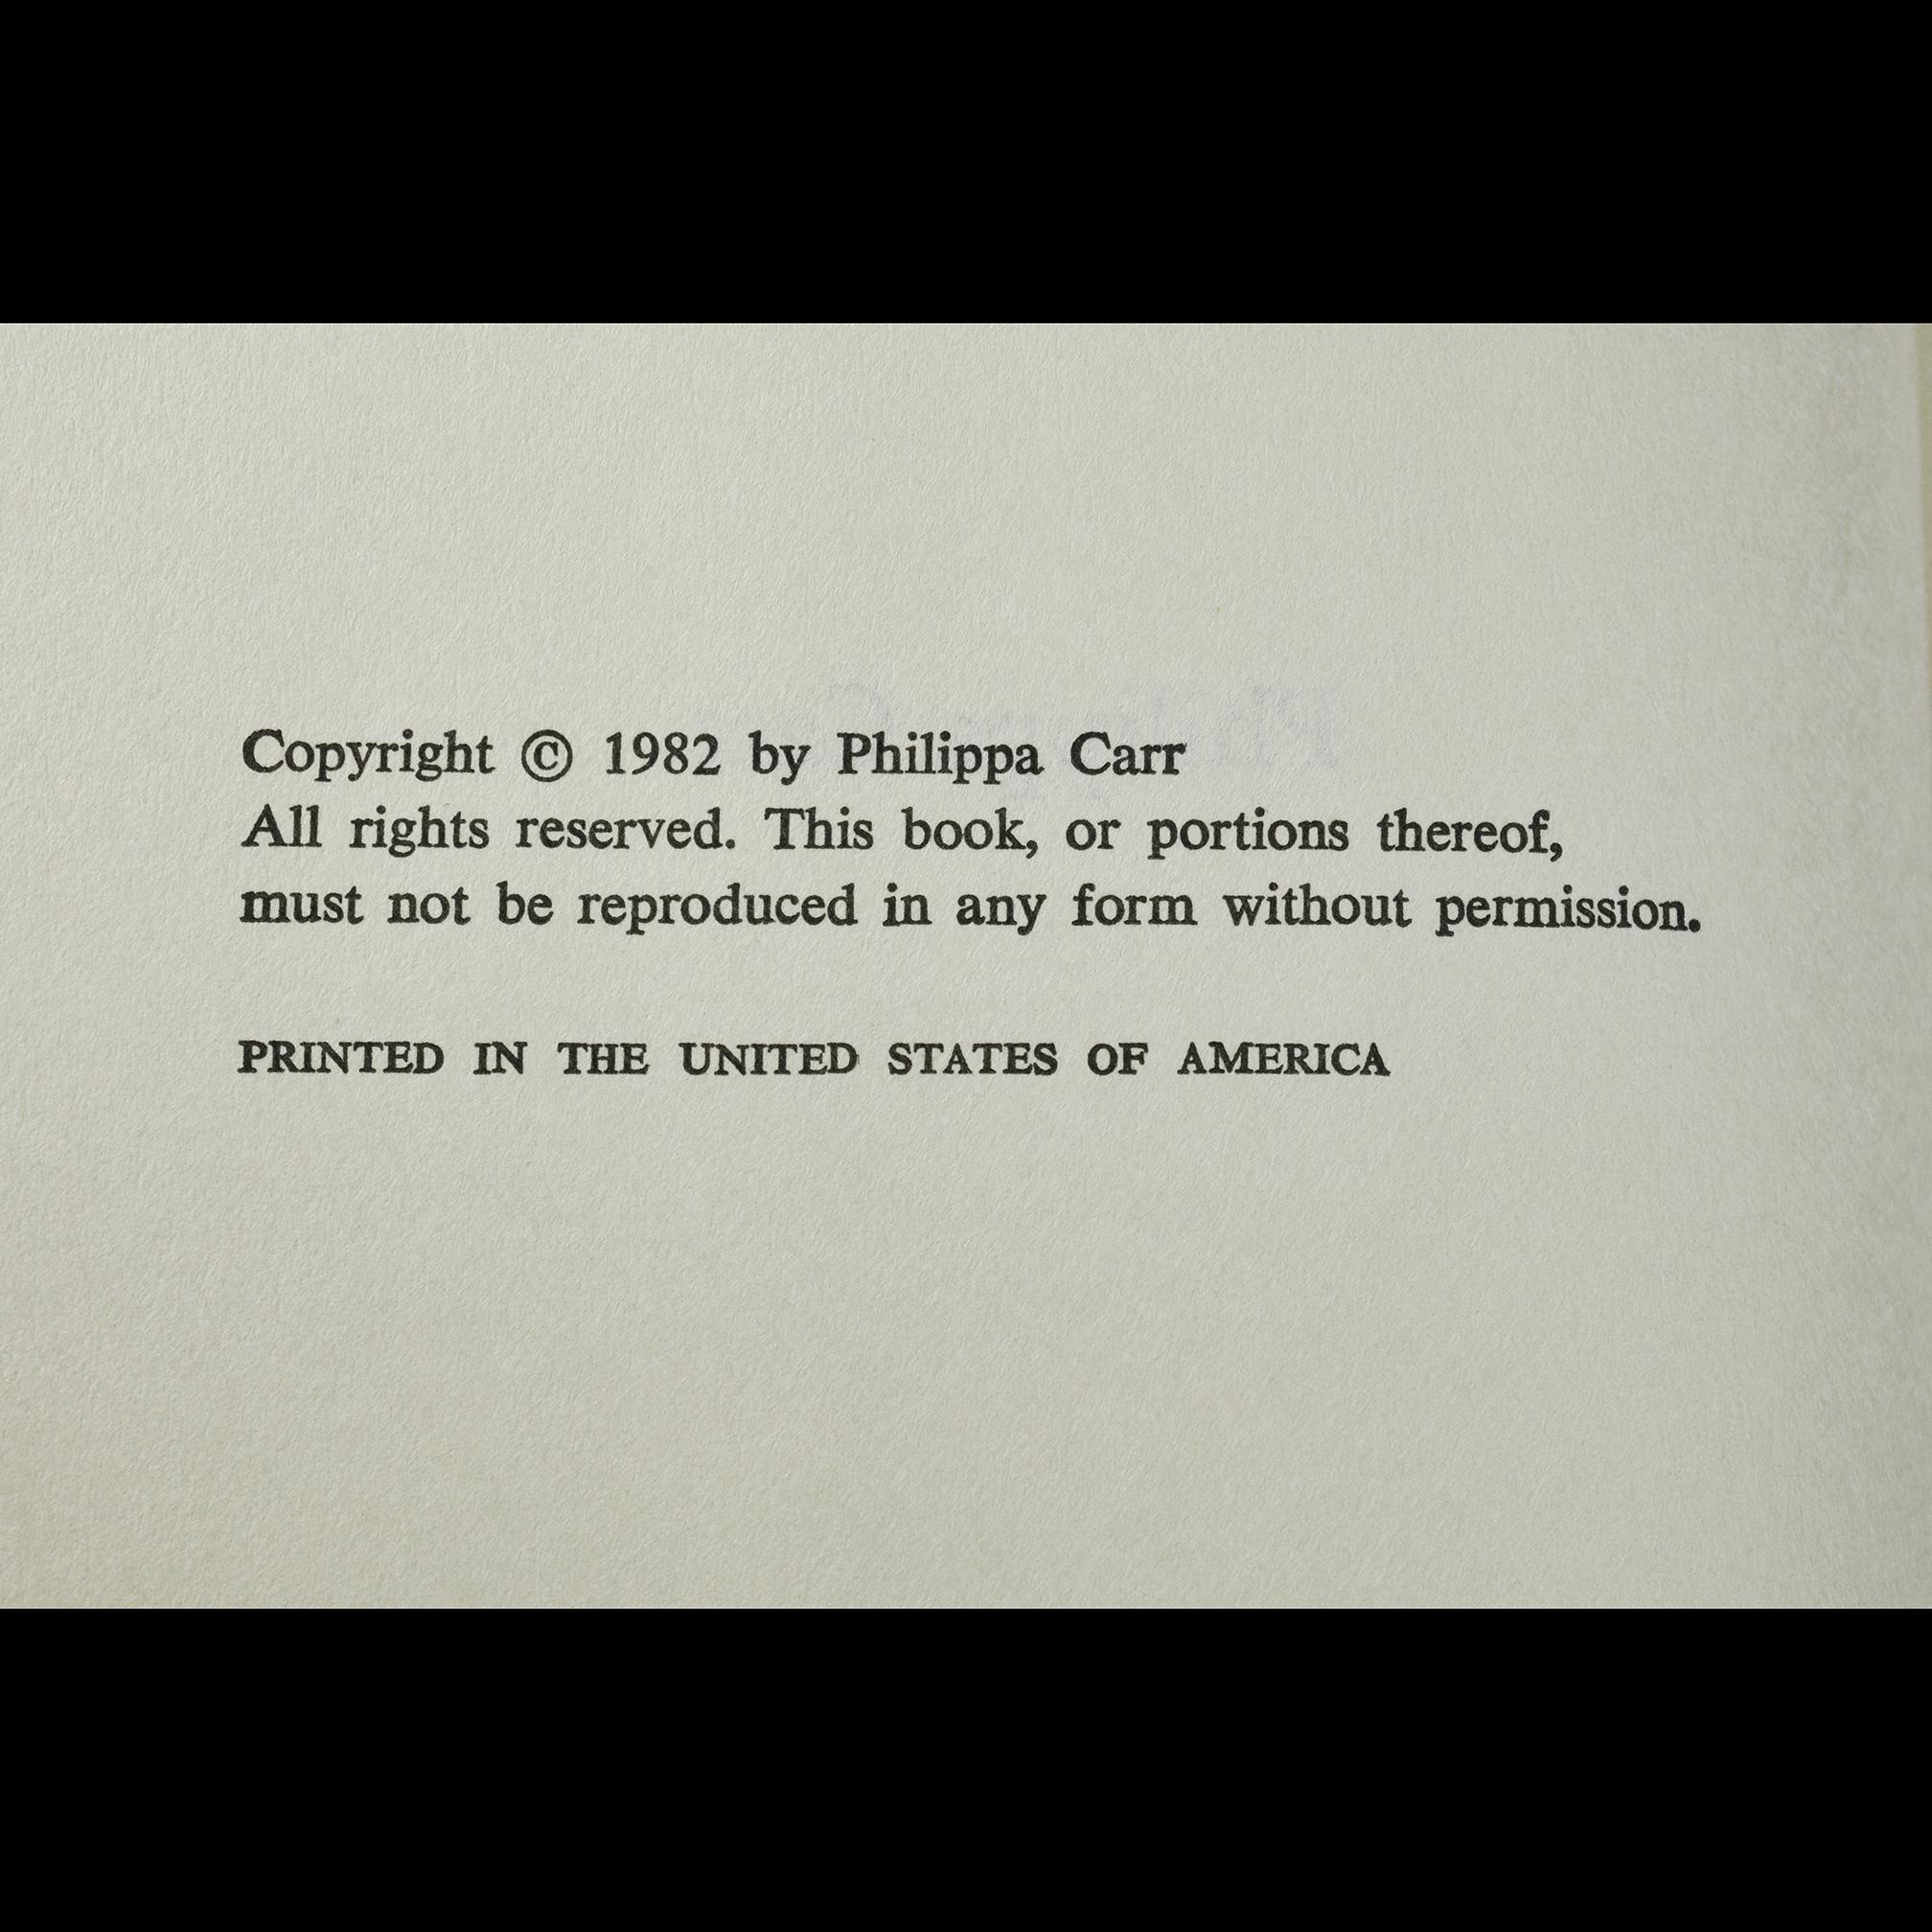 Copyright © 1982 by Philippa Carr
All rights reserved. This book, or portions thereof,
must not be reproduced in any form without permission.
PRINTED IN THE UNITED STATES OF AMERICA